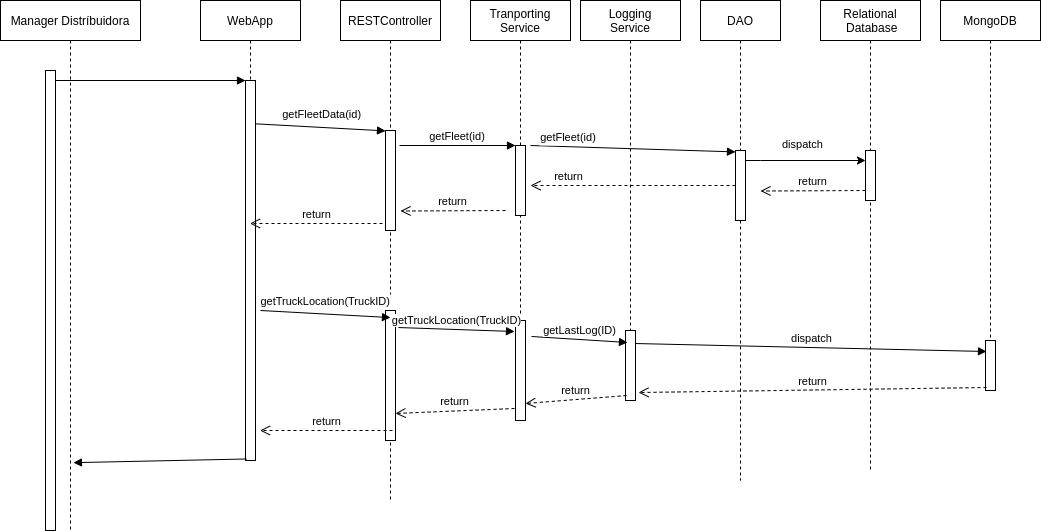 Manager Distríbuidora
WebApp
RESTController
Tranporting
Service
Logging
Service
DAO
Relational
Database
MongoDB
getFleetData(id)
getFleet(id)
getFleet(id)
dispatch
return
return
return
return
getTruckLocation(TruckID)
getTruckLocation(TruckID)
getLastLog(ID)
dispatch
return
return
return
return